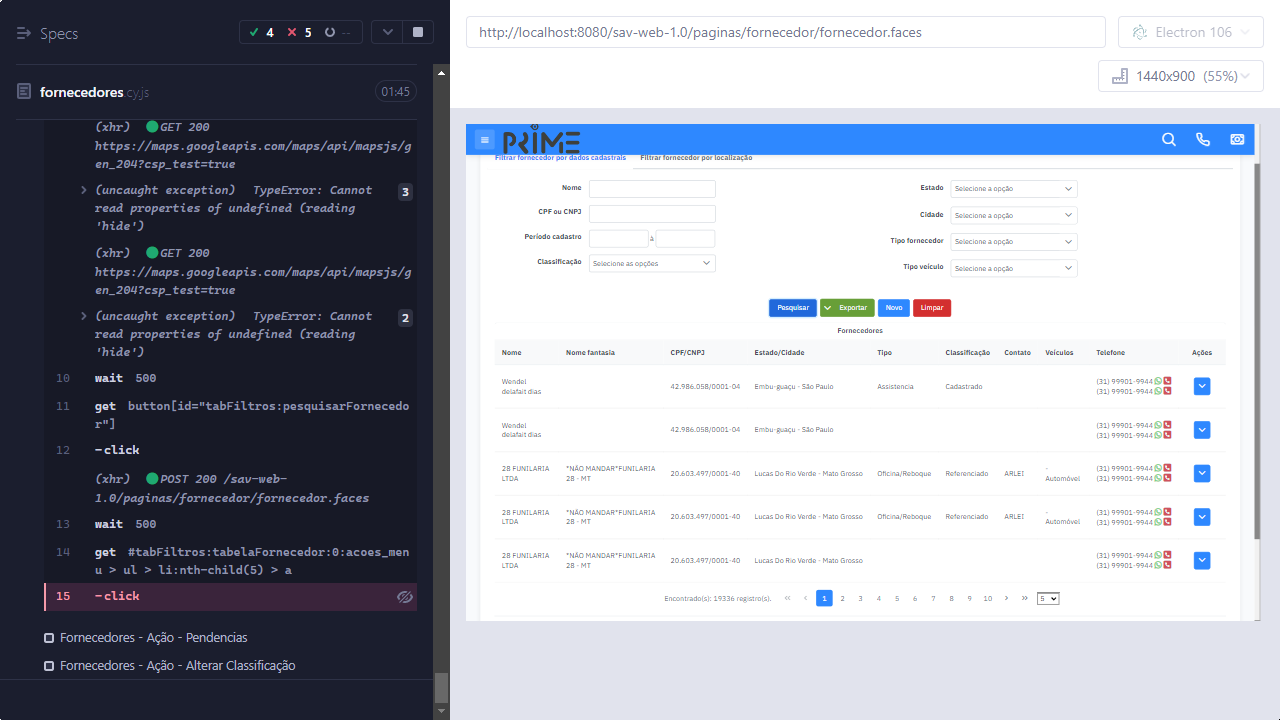 Specs
4 5 --
fornecedores cy.js 01:45
(xhr) GET 200
https://maps.googleapis.com/maps/api/mapsjs/g
en_204?csp_test=true
(uncaught exception) TypeError: Cannot 3
read properties of undefined (reading
'hide')
(xhr) GET 200
https://maps.googleapis.com/maps/api/mapsjs/g
en_204?csp_test=true
(uncaught exception) TypeError: Cannot 2
read properties of undefined (reading
'hide')
10 wait 500
11 get button[id="tabFiltros:pesquisarFornecedo
r"]
12 -click
(xhr) POST 200 /sav-web-
1.0/paginas/fornecedor/fornecedor.faces
13 wait 500
14 get #tabFiltros:tabelaFornecedor:0:acoes_men
u > ul > li:nth-child(5) > a
15 -click
Fornecedores - Ação - Pendencias
Fornecedores - Ação - Alterar Classificação
http://localhost:8080/sav-web-1.0/paginas/fornecedor/fornecedor.faces
Electron 106
1440x900 (55%)
PRIME
Filtrar fornecedor por dados cadastrais Filtrar fornecedor por localização
Nome Estado Selecione a opção
CPF ou CNPJ Cidade Selecione a opção
Período cadastro à Tipo fornecedor Selecione a opção
Classificação Selecione as opções Tipo veículo Selecione a opção
Pesquisar Exportar Novo Limpar
Fornecedores
Nome Nome fantasia CPF/CNPJ Estado/Cidade Tipo Classificação Contato Veículos Telefone Ações
Wendel (31) 99901-9944
42.986.058/0001-04 Embu-guaçu - São Paulo Assistencia Cadastrado
delafait dias (31) 99901-9944
Wendel (31) 99901-9944
42.986.058/0001-04 Embu-guaçu - São Paulo
delafait dias (31) 99901-9944
28 FUNILARIA *NÃO MANDAR*FUNILARIA - (31) 99901-9944
20.603.497/0001-40 Lucas Do Rio Verde - Mato Grosso Oficina/Reboque Referenciado ARLEI
LTDA 28 - MT Automóvel (31) 99901-9944
28 FUNILARIA *NÃO MANDAR*FUNILARIA - (31) 99901-9944
20.603.497/0001-40 Lucas Do Rio Verde - Mato Grosso Oficina/Reboque Referenciado ARLEI
LTDA 28 - MT Automóvel (31) 99901-9944
28 FUNILARIA *NÃO MANDAR*FUNILARIA (31) 99901-9944
20.603.497/0001-40 Lucas Do Rio Verde - Mato Grosso
LTDA 28 - MT (31) 99901-9944
Encontrado(s): 19336 registro(s). 1 2 3 4 5 6 7 8 9 10 5